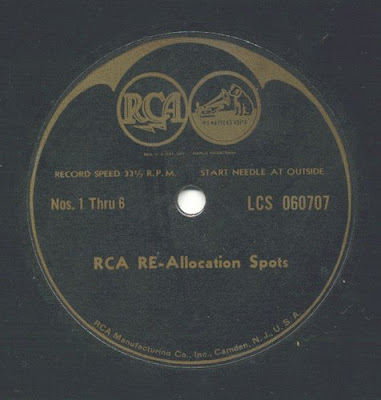 RCA
HIS MASTER'S VOICE
RECORD SPEED 33⅓ R.P.M. START NEEDLE AT OUTSIDE
Nos. 1 Thru 6 LCS 060707
RCA RE-Allocation Spots
RCA Manufacturing Co., Inc., Camden, N.J., U.S.A.